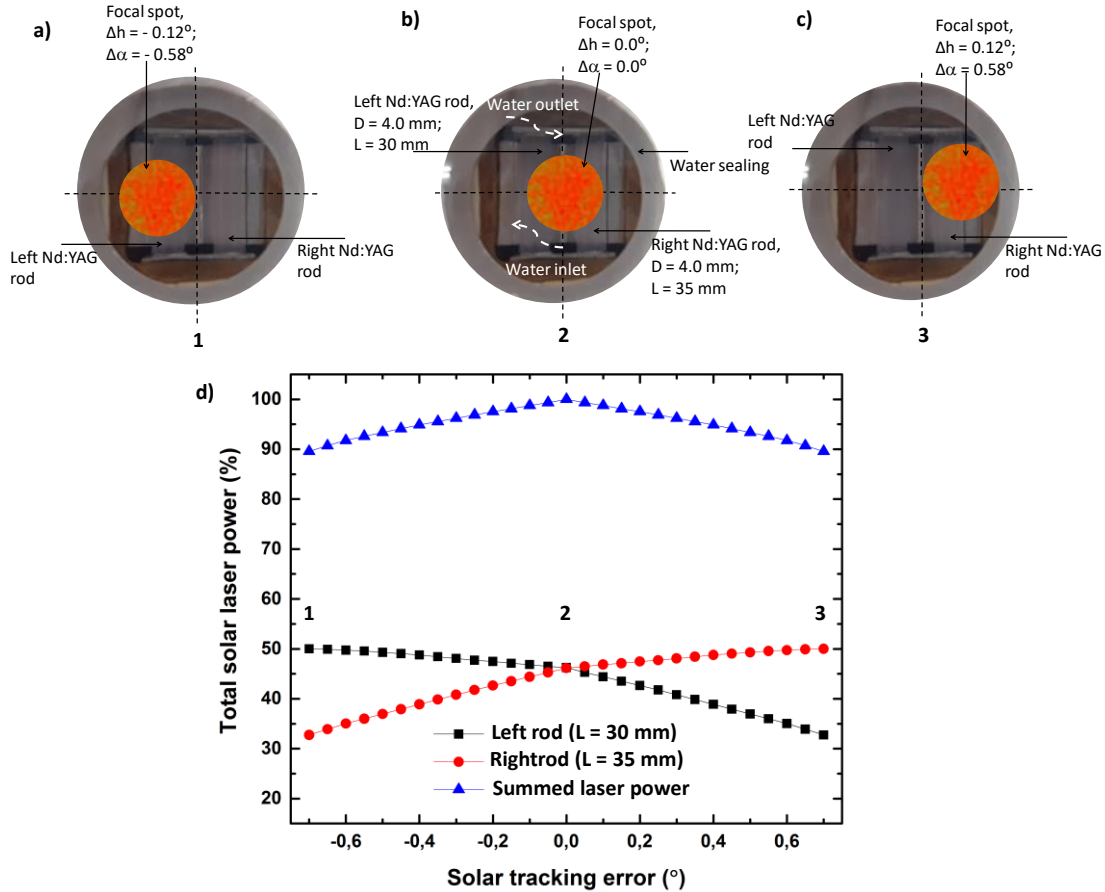 a)
Focal spot,
Δh = - 0.12º;
Δα = - 0.58º
Left Nd:YAG
rod
Right Nd:YAG
rod
1
b)
Focal spot,
Δh = 0.0º;
Δα = 0.0º
Left Nd:YAG rod,
D = 4.0 mm;
L = 30 mm
Water outlet
Water sealing
Water inlet
Right Nd:YAG rod,
D = 4.0 mm;
L = 35 mm
2
c)
Focal spot,
Δh = 0.12º;
Δα = 0.58º
Left Nd:YAG
rod
Right Nd:YAG
rod
3
d)
Total solar laser power (%)
100
90
80
70
60
50
40
30
20
1
2
3
Left rod (L = 30 mm)
Rightrod (L = 35 mm)
Summed laser power
-0,6
-0,4
-0,2
0,0
0,2
0,4
0,6
Solar tracking error (°)